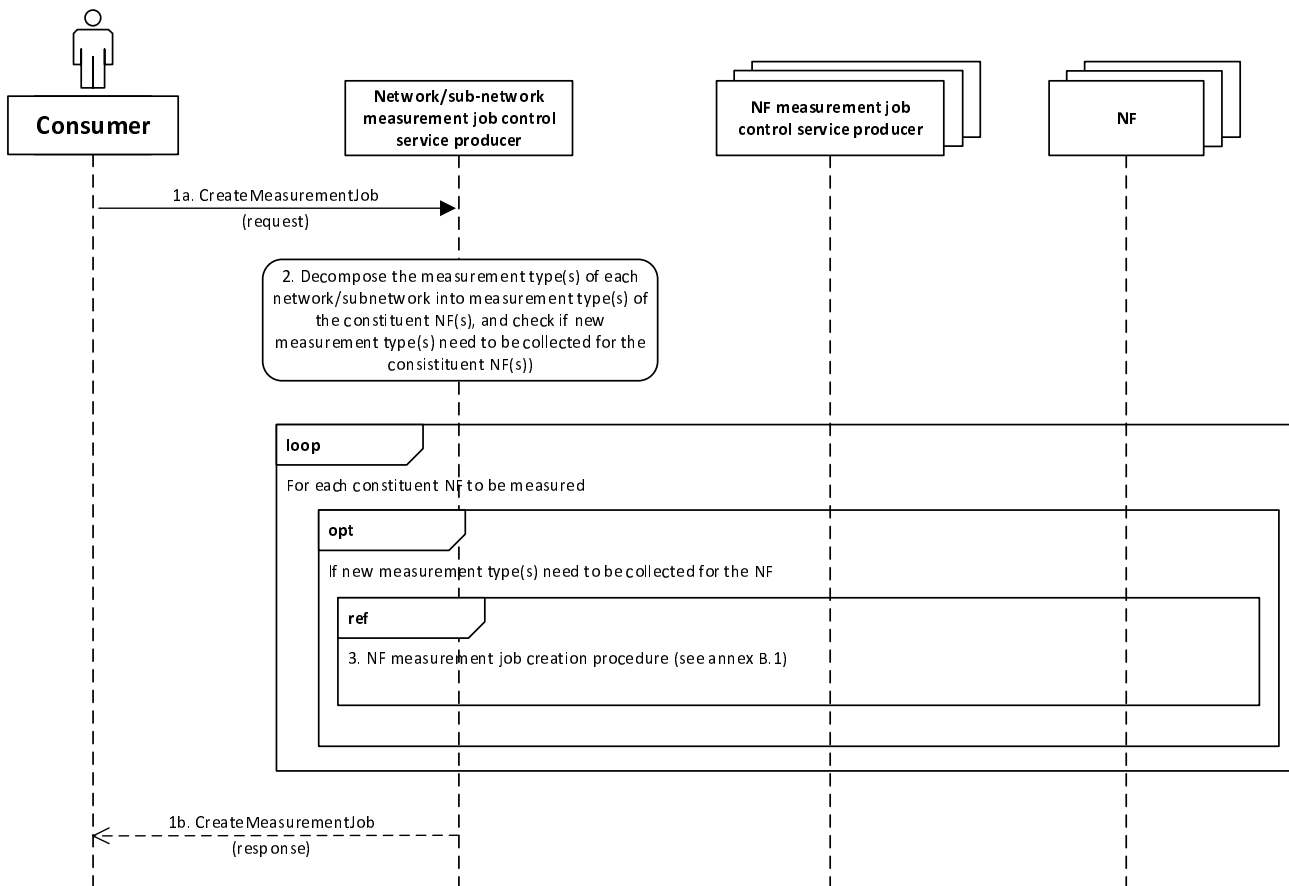 Consumer
Network/sub-network
measurement job control
service producer
NF measurement job
control service producer
NF
1a. CreateMeasurementJob
(request)
2. Decompose the measurement type(s) of each
network/subnetwork into measurement type(s) of
the constituent NF(s), and check if new
measurement type(s) need to be collected for the
consistituent NF(s))
loop
For each constituent NF to be measured
opt
If new measurement type(s) need to be collected for the NF
ref
3. NF measurement job creation procedure (see annex B.1)
1b. CreateMeasurementJob
(response)